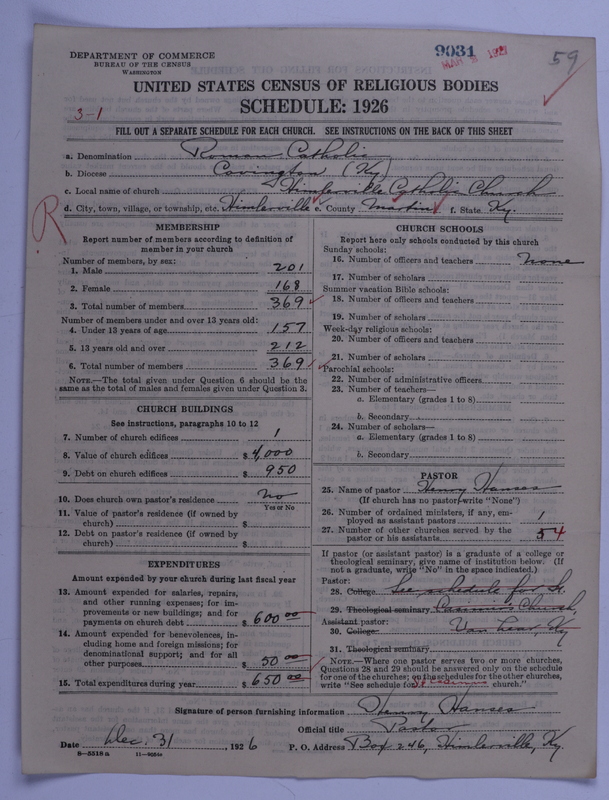 DEPARTMENT OF COMMERCE
BUREAU OF THE CENSUS
WASHINGTON
9031
MAR 8 1927
59
UNITED STATES CENSUS OF RELIGIOUS BODIES
SCHEDULE: 1926
3-1
FILL OUT A SEPARATE SCHEDULE FOR EACH CHURCH. SEE INSTRUCTIONS ON THE BACK OF THIS SHEET
a. Denomination Roman Catholic
b. Diocese Covington (Ky)
c. Local name of church Himlerville Catholic Church
d. City, town, village, or township, etc. Himlerville e. County Martin f. State Ky.
R
MEMBERSHIP
Report number of members according to definition of
member in your church
Number of members, by sex:
1. Male 201
2. Female 168
3. Total number of members 369
Number of members under and over 13 years old:
4. Under 13 years of age 157
5. 13 years old and over 212
6. Total number of members 369
NOTE.—The total given under Question 6 should be the
same as the total of males and females given under Question 3.
CHURCH BUILDINGS
See instructions, paragraphs 10 to 12
7. Number of church edifices 1
8. Value of church edifices $ 4,000
9. Debt on church edifices $ 950
10. Does church own pastor's residence no
Yes or No
11. Value of pastor's residence (if owned by
church) $
12. Debt on pastor's residence (if owned by
church) $
EXPENDITURES
Amount expended by your church during last fiscal year
13. Amount expended for salaries, repairs,
and other running expenses; for im-
provements or new buildings; and for
payments on church debt $ 600 00
14. Amount expended for benevolences, in-
cluding home and foreign missions; for
denominational support; and for all
other purposes $ 50 00
15. Total expenditures during year $ 650 00
CHURCH SCHOOLS
Report here only schools conducted by this church
Sunday schools:
16. Number of officers and teachers none
17. Number of scholars
Summer vacation Bible schools:
18. Number of officers and teachers
19. Number of scholars
Week-day religious schools:
20. Number of officers and teachers
21. Number of scholars
Parochial schools:
22. Number of administrative officers
23. Number of teachers—
a. Elementary (grades 1 to 8)
b. Secondary
24. Number of scholars—
a. Elementary (grades 1 to 8)
b. Secondary
PASTOR
25. Name of pastor Henry Hanses
(If church has no pastor, write "None")
26. Number of ordained ministers, if any, em-
ployed as assistant pastors 1
27. Number of other churches served by the
pastor or his assistants 4
If pastor (or assistant pastor) is a graduate of a college or
theological seminary, give name of institution below. (If
not a graduate, write "No" in the space indicated.)
Pastor:
28. College See schedule for St.
29. Theological seminary Casimir's Church,
Assistant pastor:
30. College Van Lear, Ky
31. Theological seminary
NOTE.—Where one pastor serves two or more churches,
Questions 28 and 29 should be answered only on the schedule
for one of the churches; on the schedules for the other churches,
write "See schedule for church."
Signature of person furnishing information Henry Hanses
Official title Pastor
Date Dec. 31, 1926 P. O. Address Box 246, Himlerville, Ky.
8—5518a